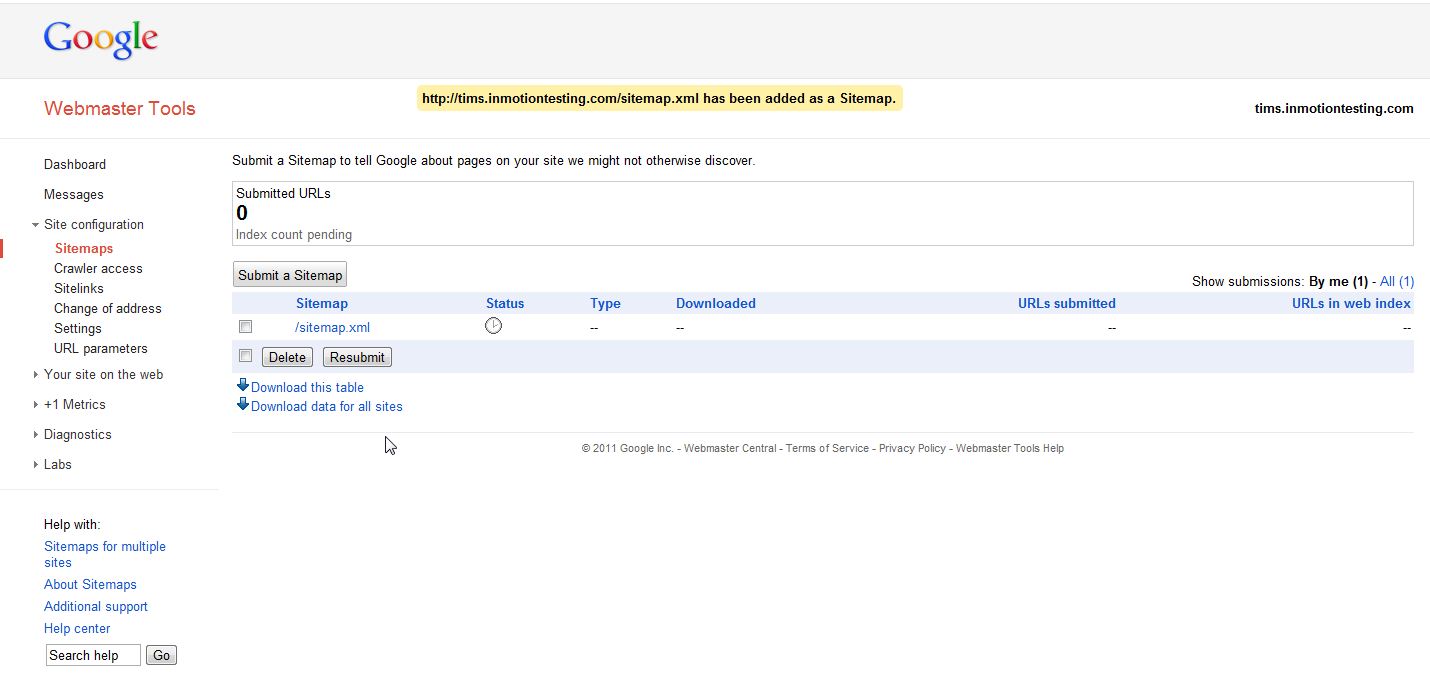 Google
Webmaster Tools
http://tims.inmotiontesting.com/sitemap.xml has been added as a Sitemap.
tims.inmotiontesting.com
Dashboard
Messages
Site configuration
Sitemaps
Crawler access
Sitelinks
Change of address
Settings
URL parameters
Your site on the web
+1 Metrics
Diagnostics
Labs
Help with:
Sitemaps for multiple
sites
About Sitemaps
Additional support
Help center
Search help Go
Submit a Sitemap to tell Google about pages on your site we might not otherwise discover.
Submitted URLs
0
Index count pending
Submit a Sitemap
Show submissions: By me (1) - All (1)
Sitemap Status Type Downloaded URLs submitted URLs in web index
/sitemap.xml -- -- -- --
Delete Resubmit
Download this table
Download data for all sites
© 2011 Google Inc. - Webmaster Central - Terms of Service - Privacy Policy - Webmaster Tools Help